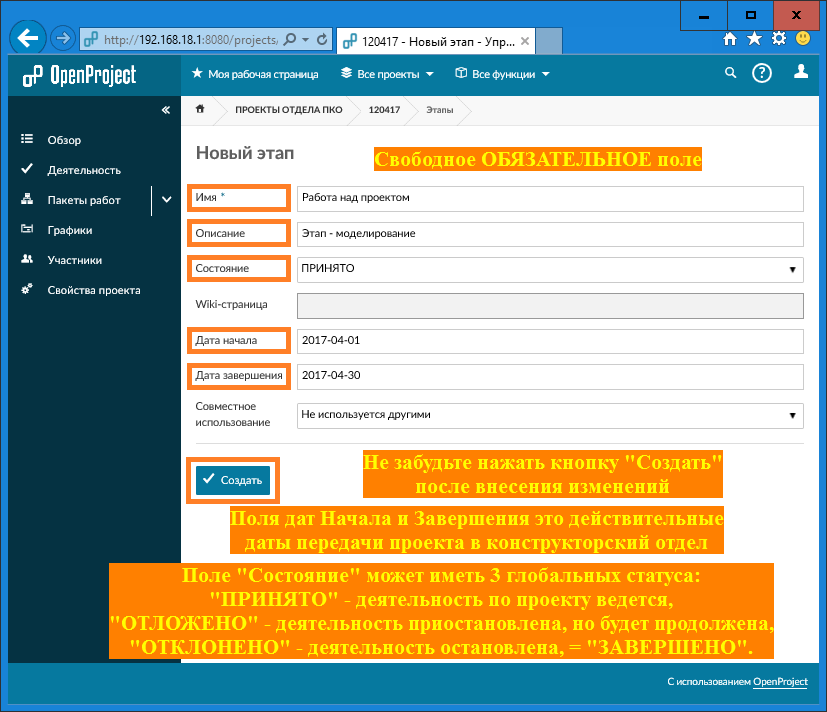 http://192.168.18.1:8080/projects/
120417 - Новый этап - Упр...
OpenProject
Моя рабочая страница
Все проекты
Все функции
ПРОЕКТЫ ОТДЕЛА ПКО
120417
Этапы
Обзор
Деятельность
Пакеты работ
Графики
Участники
Свойства проекта
Новый этап
Свободное ОБЯЗАТЕЛЬНОЕ поле
Имя * Работа над проектом
Описание Этап - моделирование
Состояние ПРИНЯТО
Wiki-страница
Дата начала 2017-04-01
Дата завершения 2017-04-30
Совместное
использование Не используется другими
Создать
Не забудьте нажать кнопку "Создать"
после внесения изменений
Поля дат Начала и Завершения это действительные
даты передачи проекта в конструкторский отдел
Поле "Состояние" может иметь 3 глобальных статуса:
"ПРИНЯТО" - деятельность по проекту ведется,
"ОТЛОЖЕНО" - деятельность приостановлена, но будет продолжена,
"ОТКЛОНЕНО" - деятельность остановлена, = "ЗАВЕРШЕНО".
С использованием OpenProject